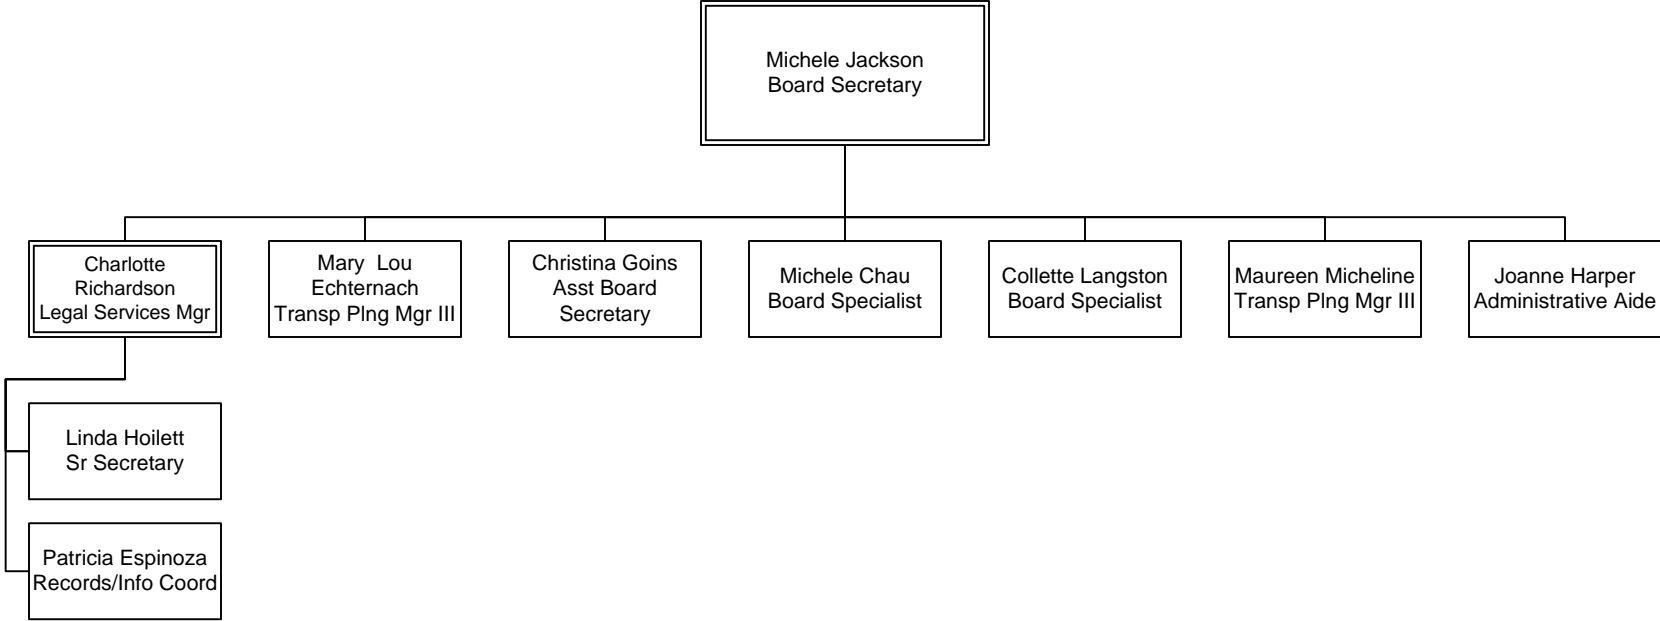 Michele Jackson
Board Secretary
Charlotte
Richardson
Legal Services Mgr
Mary Lou
Echternach
Transp Plng Mgr III
Christina Goins
Asst Board
Secretary
Michele Chau
Board Specialist
Collette Langston
Board Specialist
Maureen Micheline
Transp Plng Mgr III
Joanne Harper
Administrative Aide
Linda Hoilett
Sr Secretary
Patricia Espinoza
Records/Info Coord